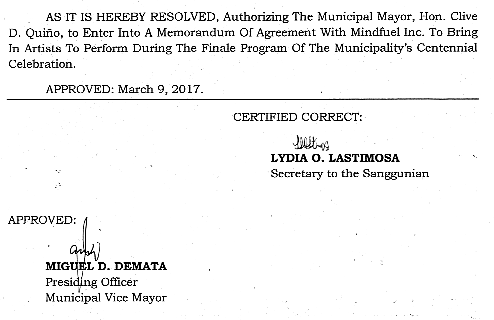 AS IT IS HEREBY RESOLVED, Authorizing The Municipal Mayor, Hon. Clive
D. Quiño, to Enter Into A Memorandum Of Agreement With Mindfuel Inc. To Bring
In Artists To Perform During The Finale Program Of The Municipality's Centennial
Celebration.
APPROVED: March 9, 2017.
CERTIFIED CORRECT:
LYDIA O. LASTIMOSA
Secretary to the Sanggunian
APPROVED:
MIGUEL D. DEMATA
Presiding Officer
Municipal Vice Mayor